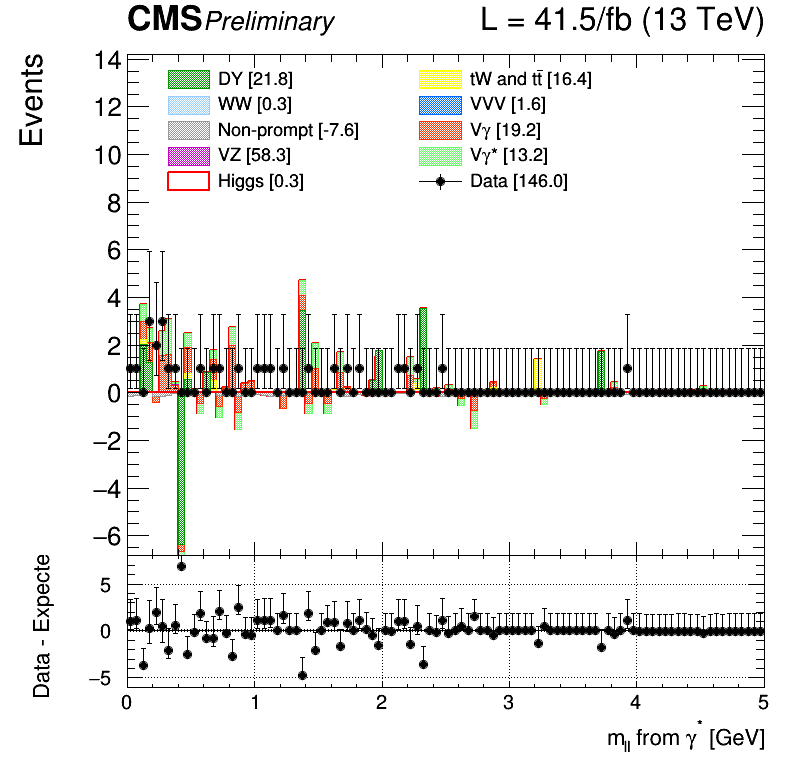 CMS Preliminary L = 41.5/fb (13 TeV)
Events
14
12
10
8
6
4
2
0
−2
−4
−6
DY [21.8]
WW [0.3]
Non-prompt [-7.6]
VZ [58.3]
Higgs [0.3]
tW and tt̄ [16.4]
VVV [1.6]
Vγ [19.2]
Vγ* [13.2]
Data [146.0]
Data - Expecte
5
0
−5
0 1 2 3 4 5
m_ll from γ* [GeV]